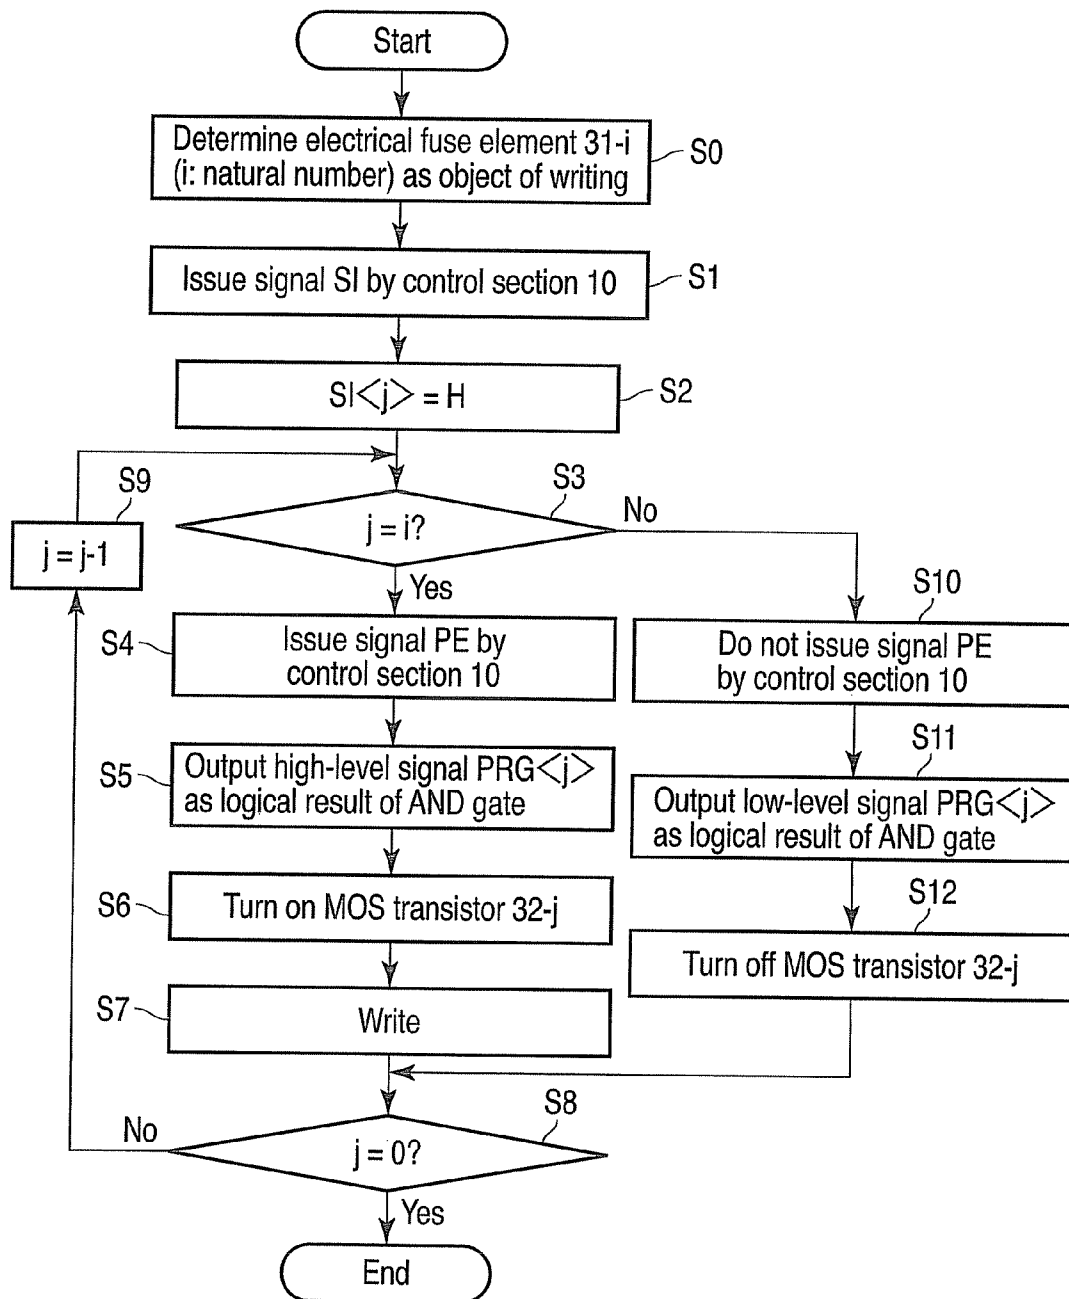 Start
Determine electrical fuse element 31-i
(i: natural number) as object of writing
S0
Issue signal SI by control section 10
S1
SI<j> = H
S2
S9
j = j-1
S3
j = i?
No
Yes
S4
Issue signal PE by
control section 10
S10
Do not issue signal PE
by control section 10
S5
Output high-level signal PRG<j>
as logical result of AND gate
S11
Output low-level signal PRG<j>
as logical result of AND gate
S6
Turn on MOS transistor 32-j
S12
Turn off MOS transistor 32-j
S7
Write
S8
No
j = 0?
Yes
End